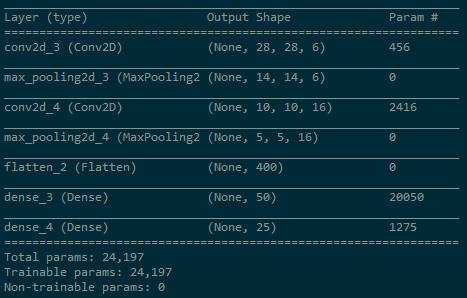 Layer (type) Output Shape Param #
conv2d_3 (Conv2D) (None, 28, 28, 6) 456
max_pooling2d_3 (MaxPooling2 (None, 14, 14, 6) 0
conv2d_4 (Conv2D) (None, 10, 10, 16) 2416
max_pooling2d_4 (MaxPooling2 (None, 5, 5, 16) 0
flatten_2 (Flatten) (None, 400) 0
dense_3 (Dense) (None, 50) 20050
dense_4 (Dense) (None, 25) 1275
Total params: 24,197
Trainable params: 24,197
Non-trainable params: 0